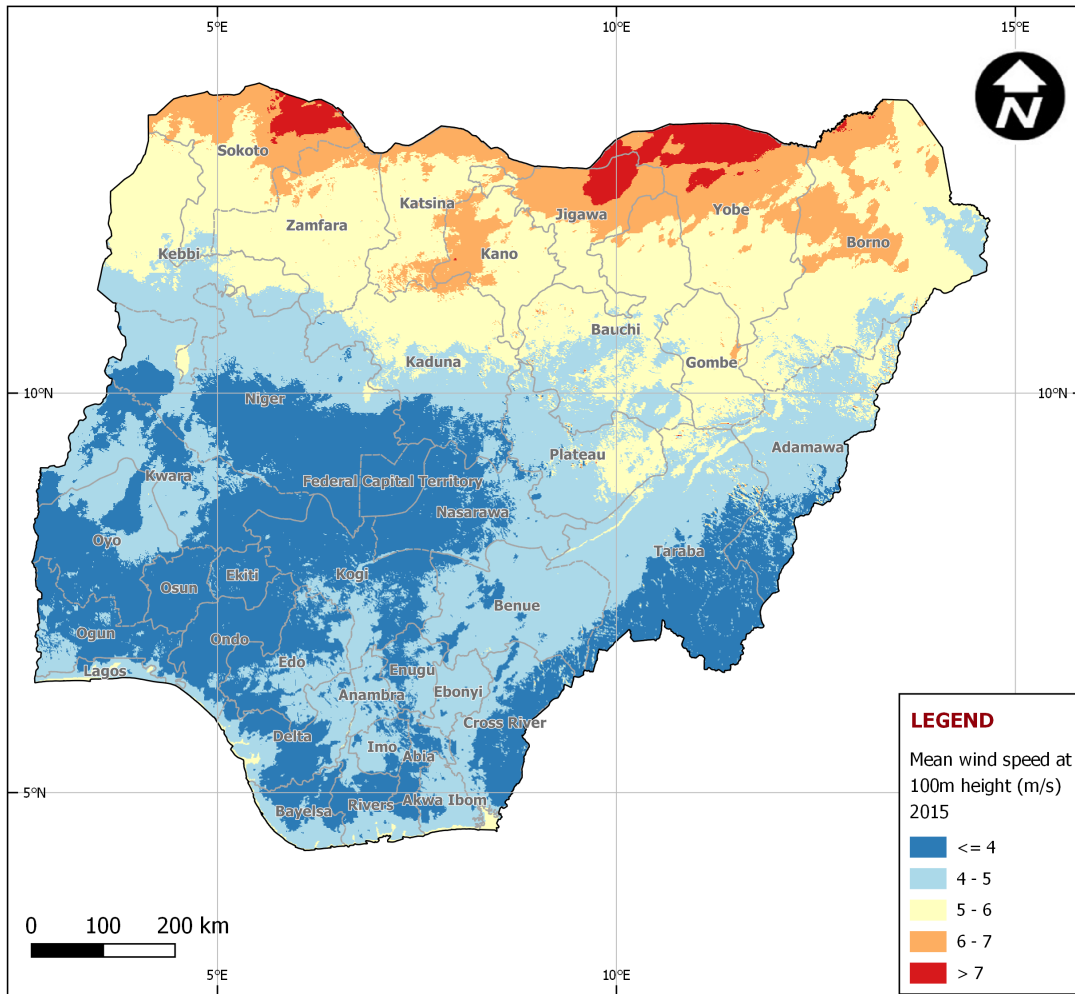 5°E
10°E
15°E
N
Sokoto
Katsina
Zamfara
Jigawa
Yobe
Kebbi
Kano
Borno
Bauchi
Kaduna
Gombe
10°N
10°N
Niger
Plateau
Adamawa
Kwara
Federal Capital Territory
Nasarawa
Oyo
Taraba
Osun
Ekiti
Kogi
Benue
Ogun
Ondo
Lagos
Edo
Enugu
Anambra
Ebonyi
Cross River
Delta
Imo
Abia
Bayelsa
Rivers
Akwa Ibom
5°N
5°N
LEGEND
Mean wind speed at
100m height (m/s)
2015
<= 4
4 - 5
5 - 6
6 - 7
> 7
0 100 200 km
5°E
10°E
15°E